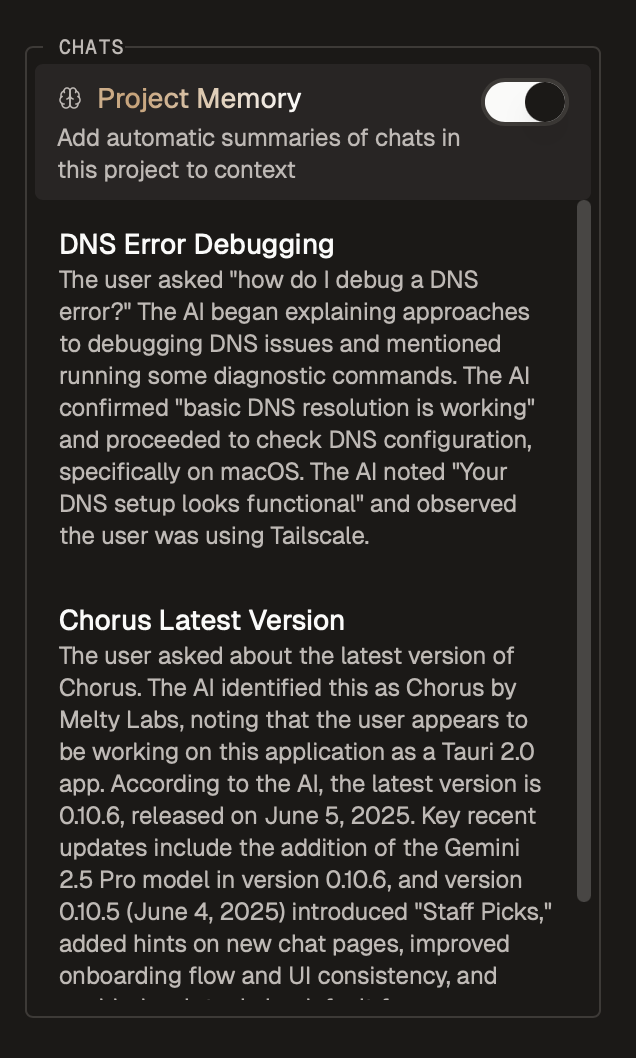 CHATS
Project Memory
Add automatic summaries of chats in
this project to context
DNS Error Debugging
The user asked "how do I debug a DNS
error?" The AI began explaining approaches
to debugging DNS issues and mentioned
running some diagnostic commands. The AI
confirmed "basic DNS resolution is working"
and proceeded to check DNS configuration,
specifically on macOS. The AI noted "Your
DNS setup looks functional" and observed
the user was using Tailscale.
Chorus Latest Version
The user asked about the latest version of
Chorus. The AI identified this as Chorus by
Melty Labs, noting that the user appears to
be working on this application as a Tauri 2.0
app. According to the AI, the latest version is
0.10.6, released on June 5, 2025. Key recent
updates include the addition of the Gemini
2.5 Pro model in version 0.10.6, and version
0.10.5 (June 4, 2025) introduced "Staff Picks,"
added hints on new chat pages, improved
onboarding flow and UI consistency, and